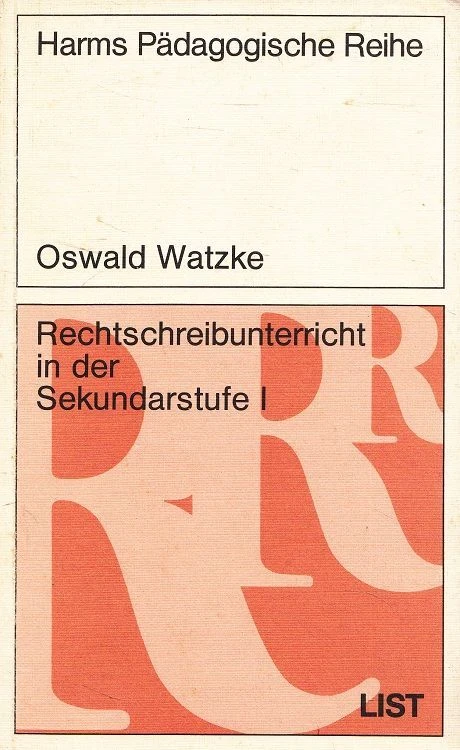 Harms Pädagogische Reihe
Oswald Watzke
Rechtschreibunterricht
in der
Sekundarstufe I
R R R
LIST